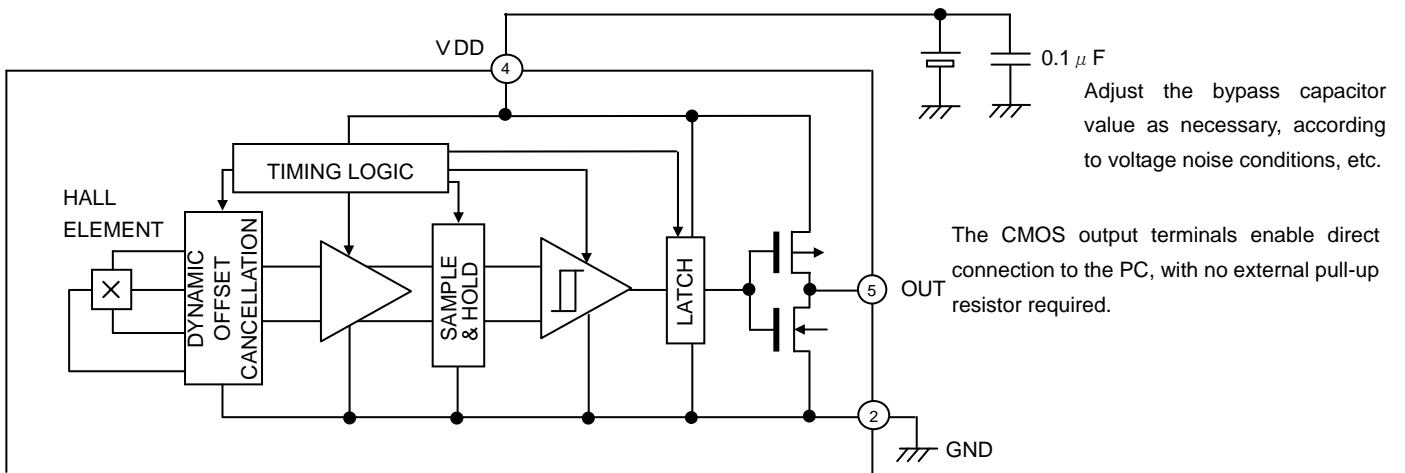 VDD
4
0.1 μ F
Adjust the bypass capacitor
value as necessary, according
to voltage noise conditions, etc.
TIMING LOGIC
HALL
ELEMENT
DYNAMIC
OFFSET
CANCELLATION
SAMPLE
& HOLD
LATCH
The CMOS output terminals enable direct
connection to the PC, with no external pull-up
resistor required.
5
OUT
2
GND